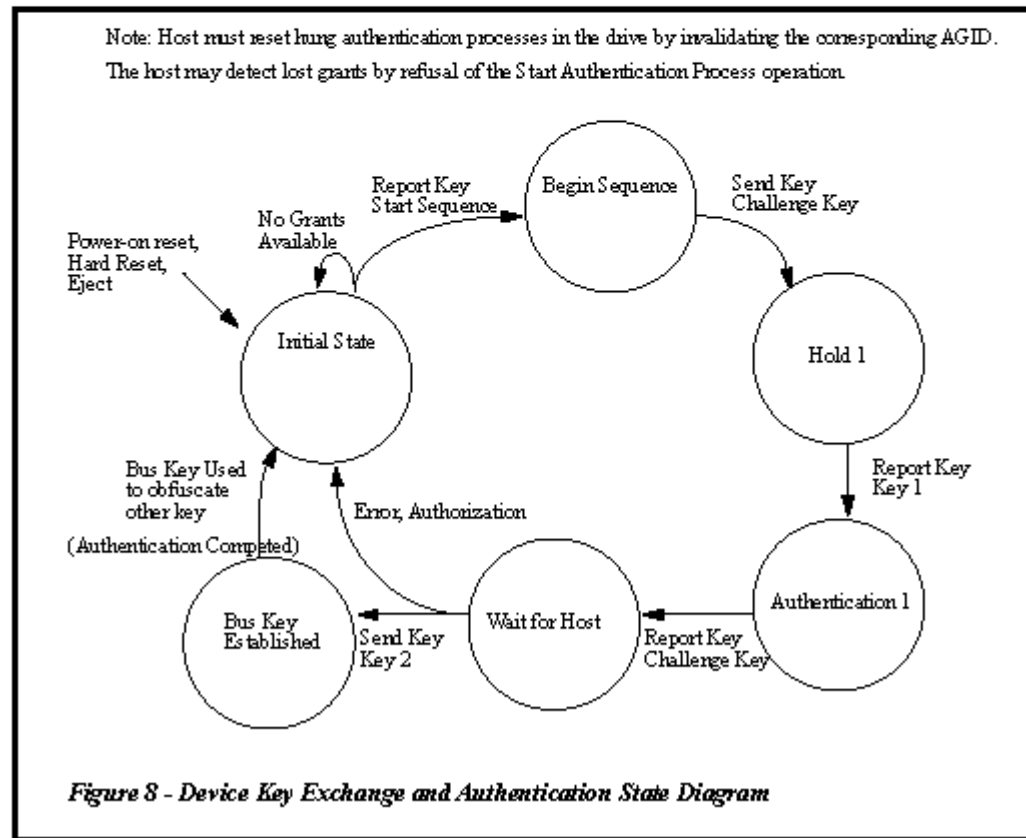 Note: Host must reset hung authentication processes in the drive by invalidating the corresponding AGID.
The host may detect lost grants by refusal of the Start Authentication Process operation.
Begin Sequence
Report Key
Start Sequence
Send Key
Challenge Key
No Grants
Available
Power-on reset,
Hard Reset,
Eject
Initial State
Hold 1
Bus Key Used
to obfuscate
other key
(Authentication Competed)
Error, Authorization
Report Key
Key 1
Authentication 1
Wait for Host
Bus Key
Established
Send Key
Key 2
Report Key
Challenge Key
Figure 8 - Device Key Exchange and Authentication State Diagram